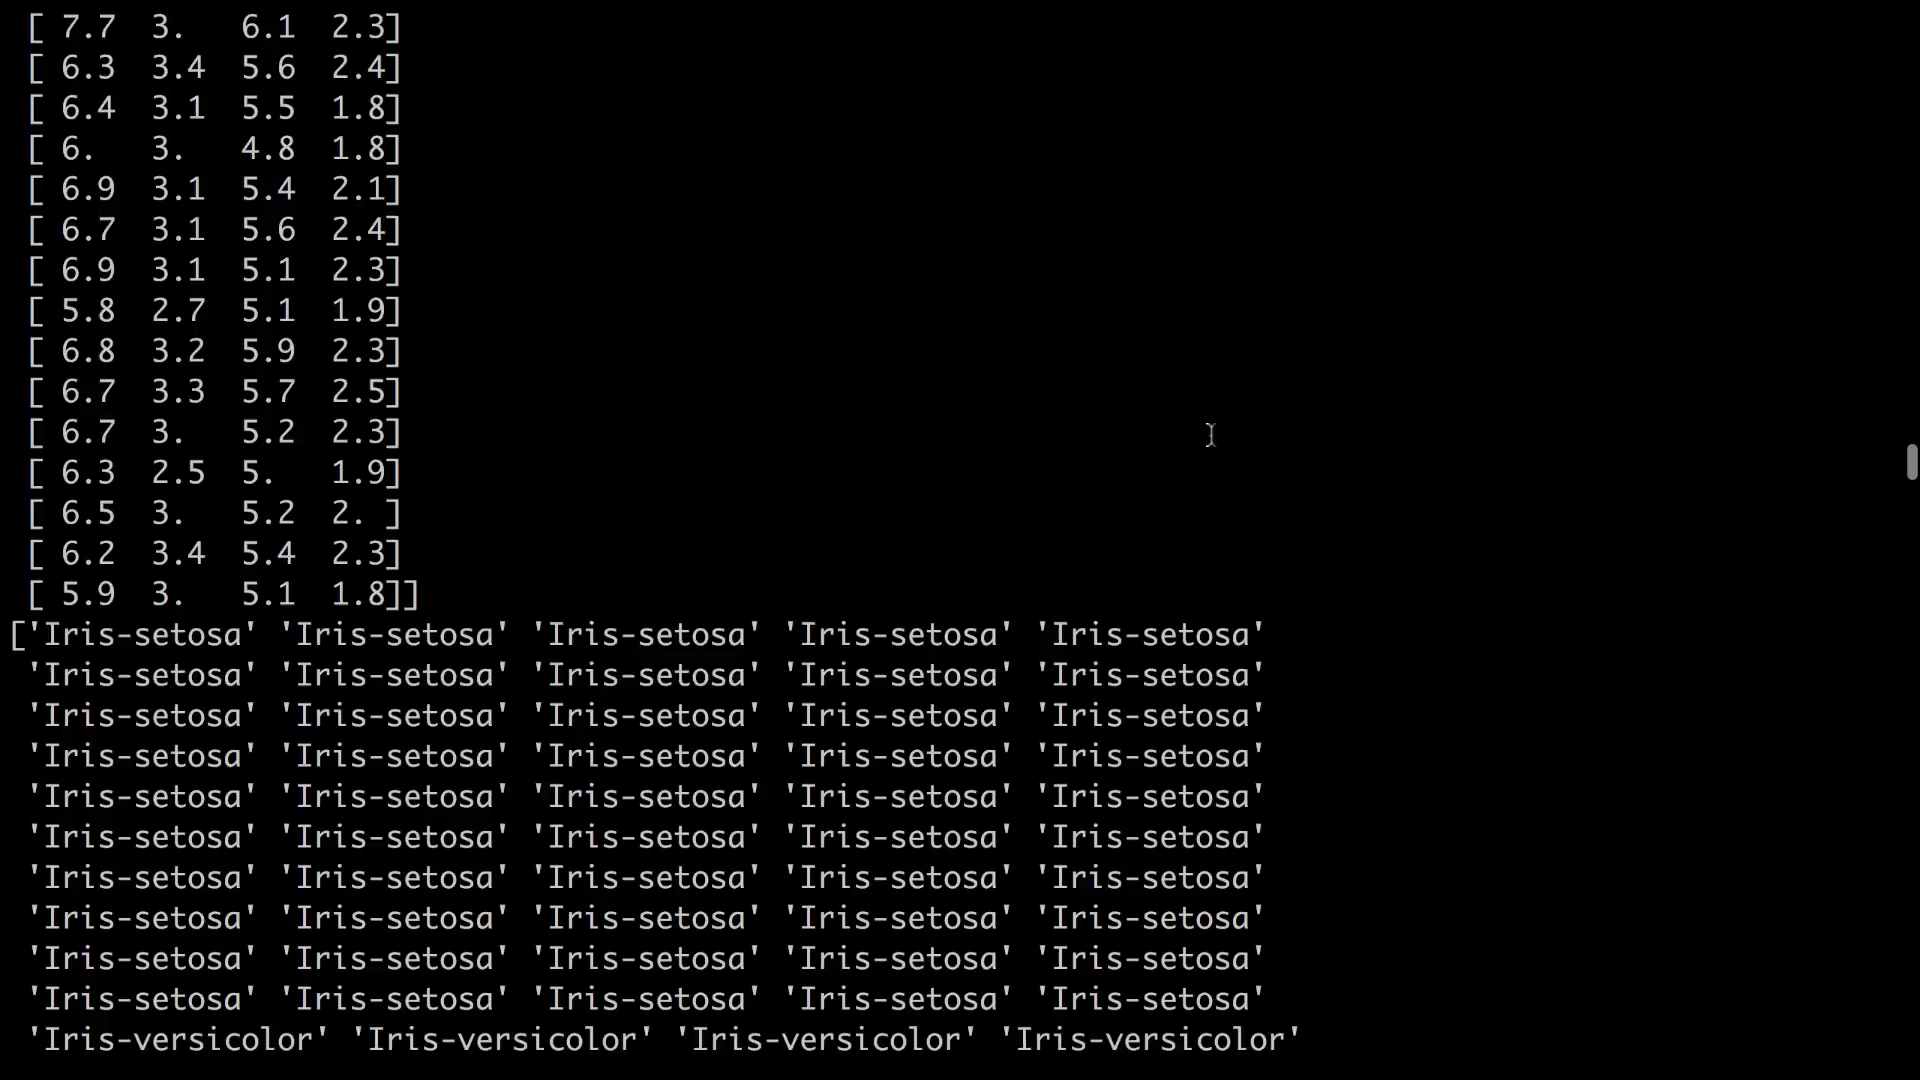 [ 7.7  3.   6.1  2.3]
[ 6.3  3.4  5.6  2.4]
[ 6.4  3.1  5.5  1.8]
[ 6.   3.   4.8  1.8]
[ 6.9  3.1  5.4  2.1]
[ 6.7  3.1  5.6  2.4]
[ 6.9  3.1  5.1  2.3]
[ 5.8  2.7  5.1  1.9]
[ 6.8  3.2  5.9  2.3]
[ 6.7  3.3  5.7  2.5]
[ 6.7  3.   5.2  2.3]
[ 6.3  2.5  5.   1.9]
[ 6.5  3.   5.2  2. ]
[ 6.2  3.4  5.4  2.3]
[ 5.9  3.   5.1  1.8]]
['Iris-setosa' 'Iris-setosa' 'Iris-setosa' 'Iris-setosa' 'Iris-setosa'
'Iris-setosa' 'Iris-setosa' 'Iris-setosa' 'Iris-setosa' 'Iris-setosa'
'Iris-setosa' 'Iris-setosa' 'Iris-setosa' 'Iris-setosa' 'Iris-setosa'
'Iris-setosa' 'Iris-setosa' 'Iris-setosa' 'Iris-setosa' 'Iris-setosa'
'Iris-setosa' 'Iris-setosa' 'Iris-setosa' 'Iris-setosa' 'Iris-setosa'
'Iris-setosa' 'Iris-setosa' 'Iris-setosa' 'Iris-setosa' 'Iris-setosa'
'Iris-setosa' 'Iris-setosa' 'Iris-setosa' 'Iris-setosa' 'Iris-setosa'
'Iris-setosa' 'Iris-setosa' 'Iris-setosa' 'Iris-setosa' 'Iris-setosa'
'Iris-setosa' 'Iris-setosa' 'Iris-setosa' 'Iris-setosa' 'Iris-setosa'
'Iris-setosa' 'Iris-setosa' 'Iris-setosa' 'Iris-setosa' 'Iris-setosa'
'Iris-versicolor' 'Iris-versicolor' 'Iris-versicolor' 'Iris-versicolor'